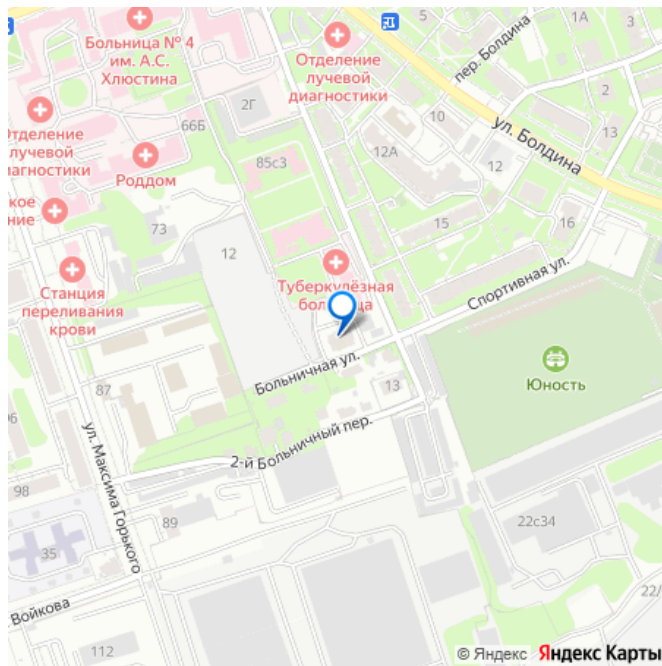 Больница № 4
им. А.С.
Хлюстина
5
1А
3
пер. Болдина
Отделение
лучевой
диагностики
2
2Г
10
13
66Б
ул. Болдина
Отделение
лучевой
диагностики
Роддом
85с3
12А
12
73
15
16
12
Станция
переливания
крови
Туберкулёзная
Спортивная ул.
Больничная ул.
Юность
87
13
ул. Максима Горького
2-й Больничный пер.
98
89
22с34
35
Войкова
112
© Яндекс Яндекс Карты